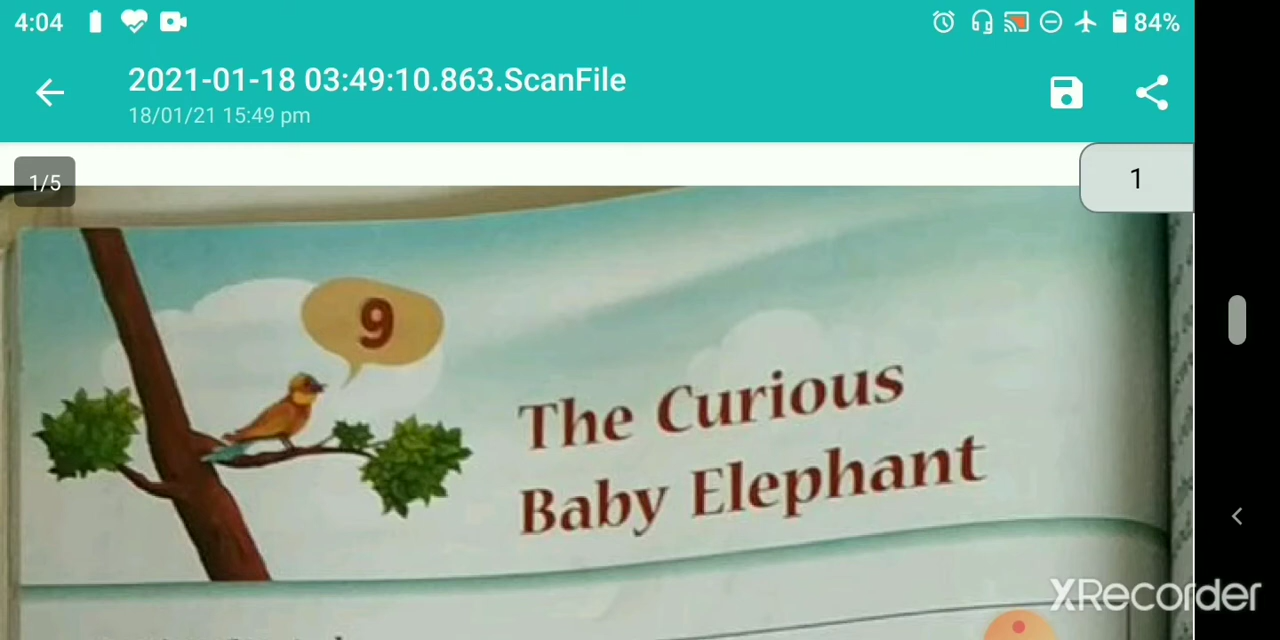 4:04
84%
2021-01-18 03:49:10.863.ScanFile
18/01/21 15:49 pm
1/5
1
9
The Curious
Baby Elephant
XRecorder